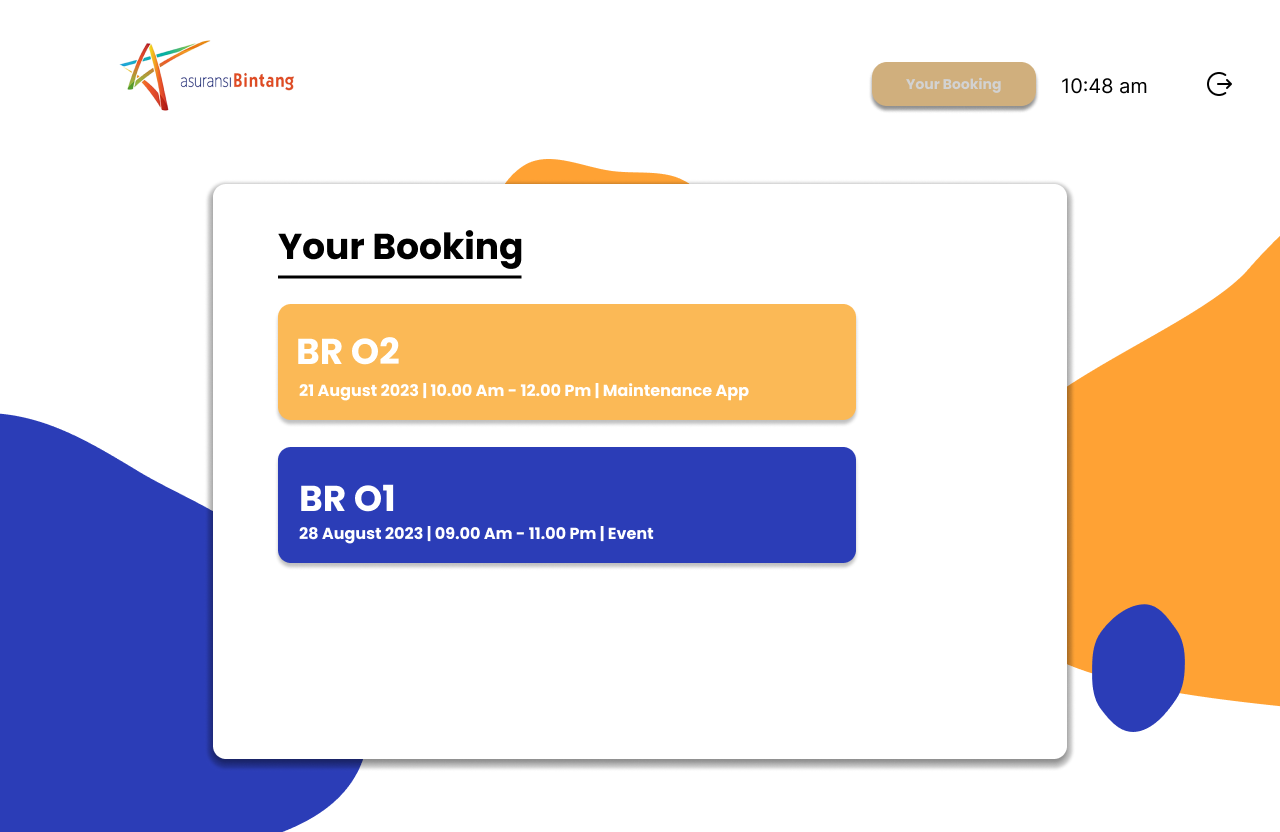 asuransiBintang
Your Booking
10:48 am
Your Booking
BR O2
21 August 2023 | 10.00 Am - 12.00 Pm | Maintenance App
BR O1
28 August 2023 | 09.00 Am - 11.00 Pm | Event